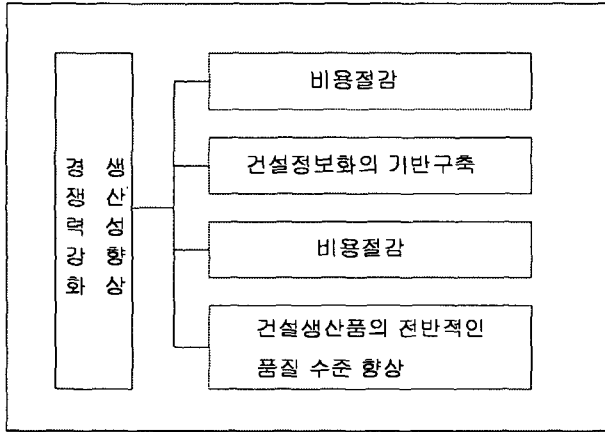 경쟁력강화
생산성향상
비용절감
건설정보화의 기반구축
비용절감
건설생산품의 전반적인
품질 수준 향상